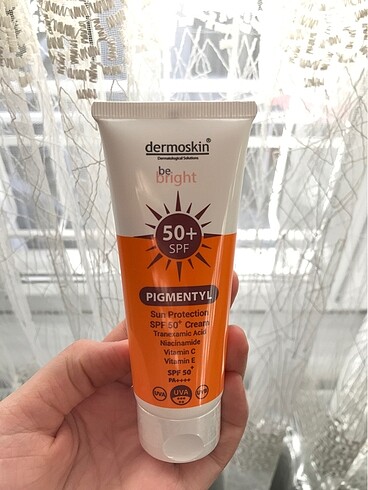 dermoskin®
Dermatological Solutions
be
bright
50+
SPF
PIGMENTYL
Sun Protection
SPF 50+ Cream
Tranexamic Acid
Niacinamide
Vitamin C
Vitamin E
SPF 50+
PA++++
UVA UVA UVB